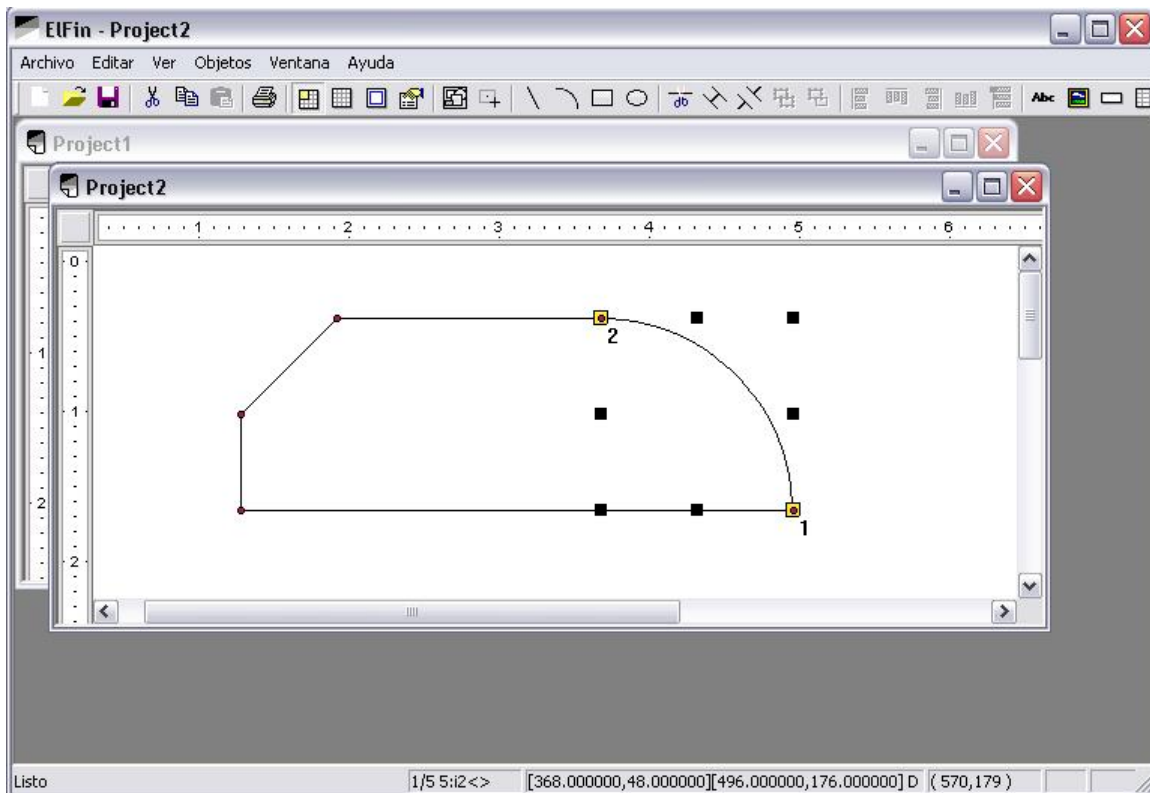 ElFin - Project2
Archivo Editar Ver Objetos Ventana Ayuda
db Abc
Project1
Project2
1 2 3 4 5 6
0
1
2
1
2
2
1
Listo 1/5 5:i2<> [368.000000,48.000000][496.000000,176.000000] D ( 570,179 )